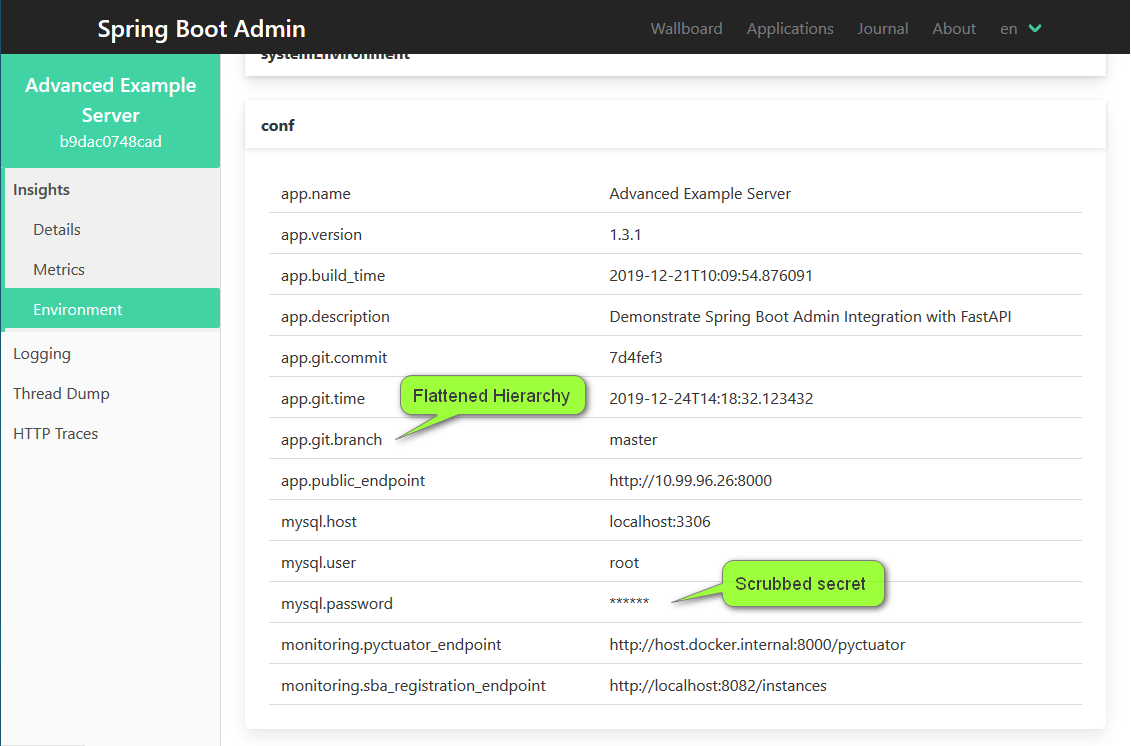 Spring Boot Admin Wallboard Applications Journal About en
Advanced Example
Server
b9dac0748cad
Insights
Details
Metrics
Environment
Logging
Thread Dump
HTTP Traces
systemEnvironment
conf
app.name Advanced Example Server
app.version 1.3.1
app.build_time 2019-12-21T10:09:54.876091
app.description Demonstrate Spring Boot Admin Integration with FastAPI
app.git.commit 7d4fef3
app.git.time 2019-12-24T14:18:32.123432
Flattened Hierarchy
app.git.branch master
app.public_endpoint http://10.99.96.26:8000
mysql.host localhost:3306
mysql.user root
Scrubbed secret
mysql.password ******
monitoring.pyctuator_endpoint http://host.docker.internal:8000/pyctuator
monitoring.sba_registration_endpoint http://localhost:8082/instances